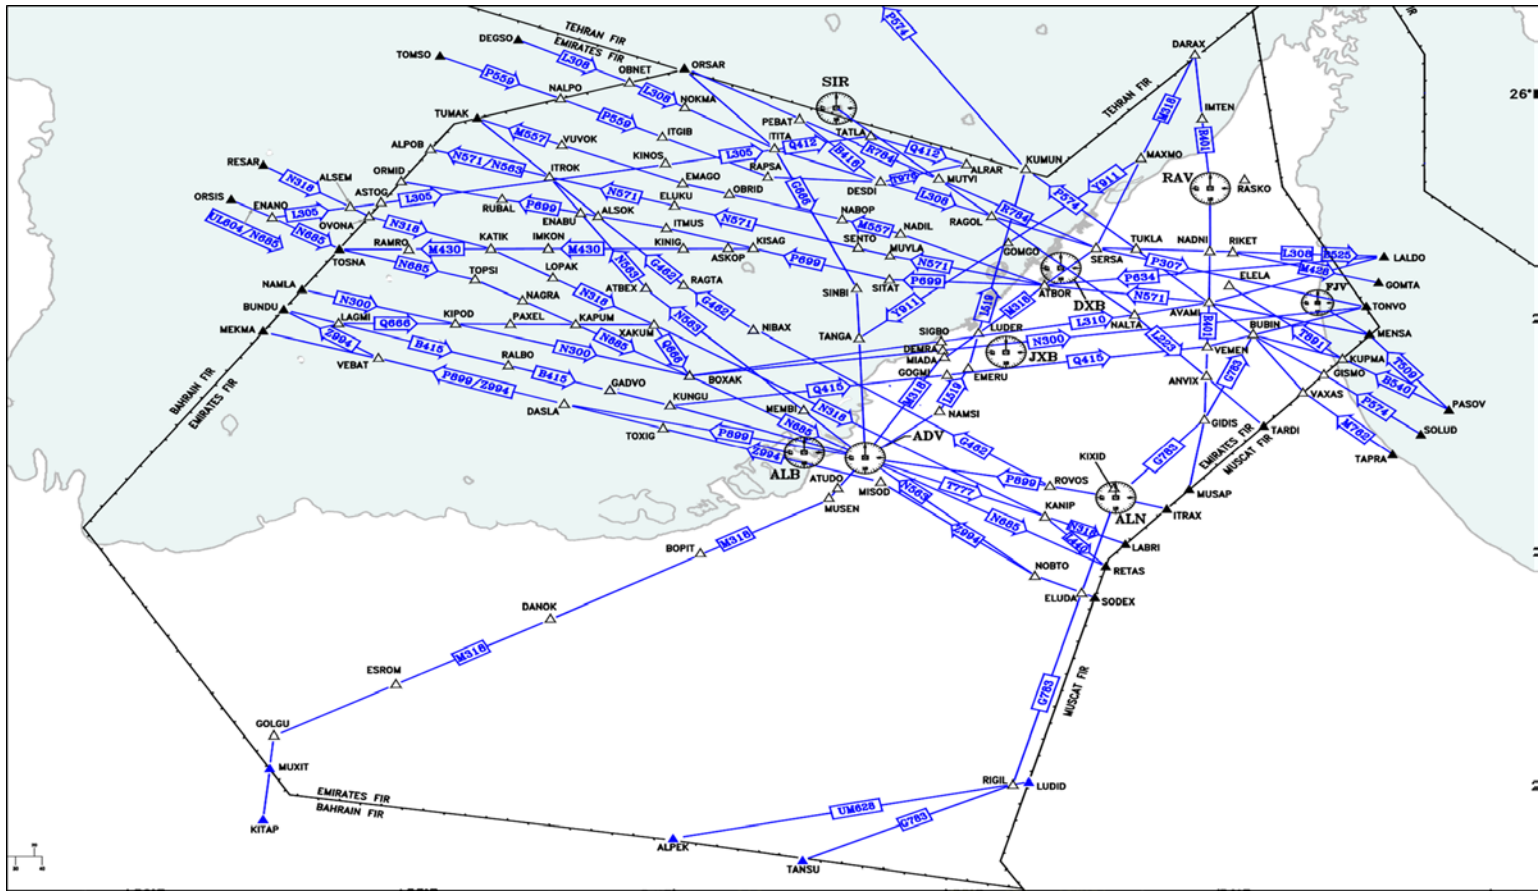 P574
TEHRAN FIR
EMIRATES FIR
DEGSO
TOMSO
L308
P559
OBNET
ORSAR
DARAX
TEHRAN FIR
SIR
NALPO
L308
NOKMA
26°
M318
IMTEN
TUMAK
P559
PEBAT
TATLA
B401
M557
VUVOK
ITGIB
ITITA
Q412
B416
R784
Q412
ALPOB
N571/N563
KINOS
L305
KUMUN
MAXMO
RESAR
ORMID
ITROK
RAPSA
ALRAR
RAV
N318
ALSEM
EMAGO
DESDI
T976
MUTVI
Y911
RASKO
ORSIS
ASTOG
L305
RUBAL
P699
N571
OBRID
G666
L308
R784
P574
ENANO
L305
OVONA
N318
ENABU
ALSOK
ELUKU
N571
NABOP
M557
RAGOL
UL604/N685
N685
ITMUS
NADIL
TOSNA
RAMRO
M430
KATIK
IMKON
M430
KINIG
ASKOP
KISAG
SENTO
MUVLA
GOMGO
SERSA
TUKLA
NADNI
RIKET
L308
B525
LALDO
N685
TOPSI
N563
G462
P699
N571
P307
M428
NAMLA
LOPAK
ATBEX
RAGTA
SINBI
SITAT
P699
ATBOR
DXB
P634
ELELA
FJV
GOMTA
N300
NAGRA
N318
G462
Y911
M318
N571
TONVO
BUNDU
LAGMI
Q666
KIPOD
PAXEL
KAPUM
XAKUM
N563
NIBAX
TANGA
SIGBO
LUDER
L519
L310
NALTA
AVAMI
BUBIN
MENSA
MEKMA
Z994
N685
Q666
DEMRA
MIADA
JXB
N300
L223
B401
T891
VEBAT
B415
RALBO
N300
BOXAK
GOGMI
EMERU
Q415
VEMEN
KUPMA
T509
P899/Z994
B415
GADVO
Q415
M318
L519
ANVIX
G783
GISMO
B540
BAHRAIN FIR
EMIRATES FIR
DASLA
KUNGU
MEMBI
N318
NAMSI
VAXAS
P574
PASOV
TOXIG
P899
N685
ADV
G462
GIDIS
TARDI
M762
SOLUD
Z994
ALB
KIXID
G783
EMIRATES FIR
MUSCAT FIR
TAPRA
ATUDO
MISOD
T777
P899
ROVOS
MUSAP
MUSEN
N563
N685
KANIP
ALN
ITRAX
N318
L440
LABRI
BOPIT
M318
Z994
NOBTO
RETAS
ELUDA
SODEX
DANOK
M318
ESROM
G783
MUSCAT FIR
GOLGU
MUXIT
RIGIL
LUDID
EMIRATES FIR
BAHRAIN FIR
UM628
G783
KITAP
ALPEK
TANSU